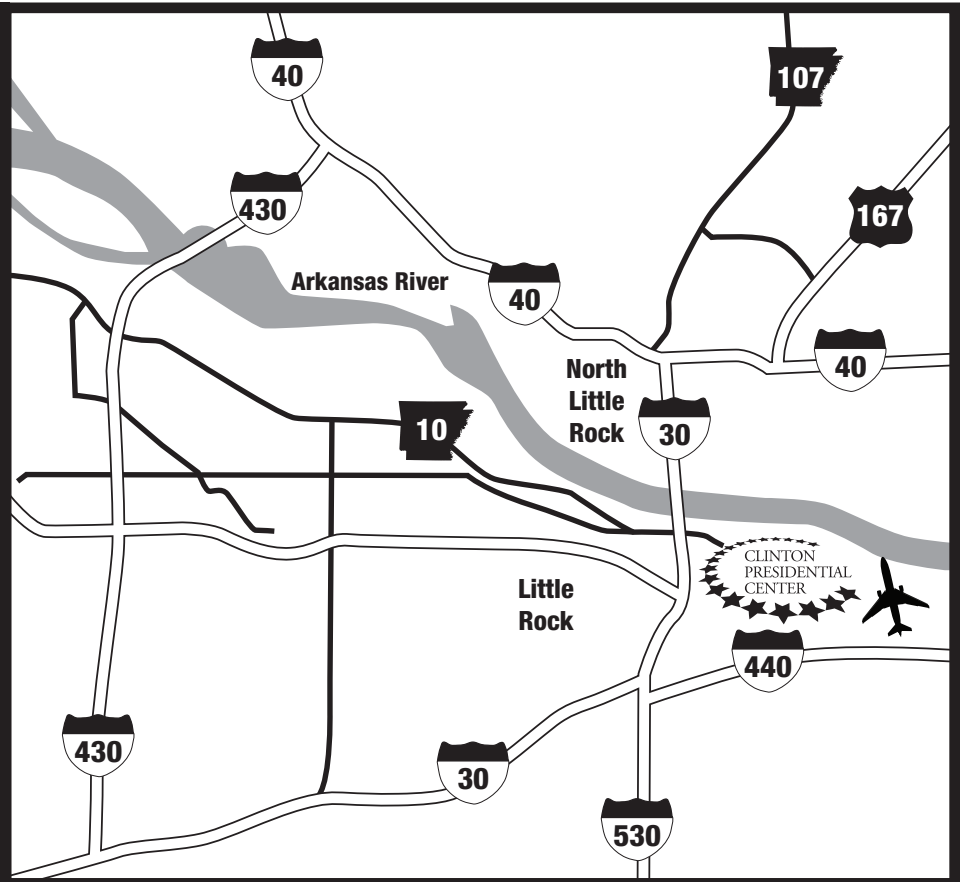 40
107
430
167
Arkansas River
40
40
North
Little
Rock
30
10
CLINTON
PRESIDENTIAL
CENTER
Little
Rock
440
430
30
530